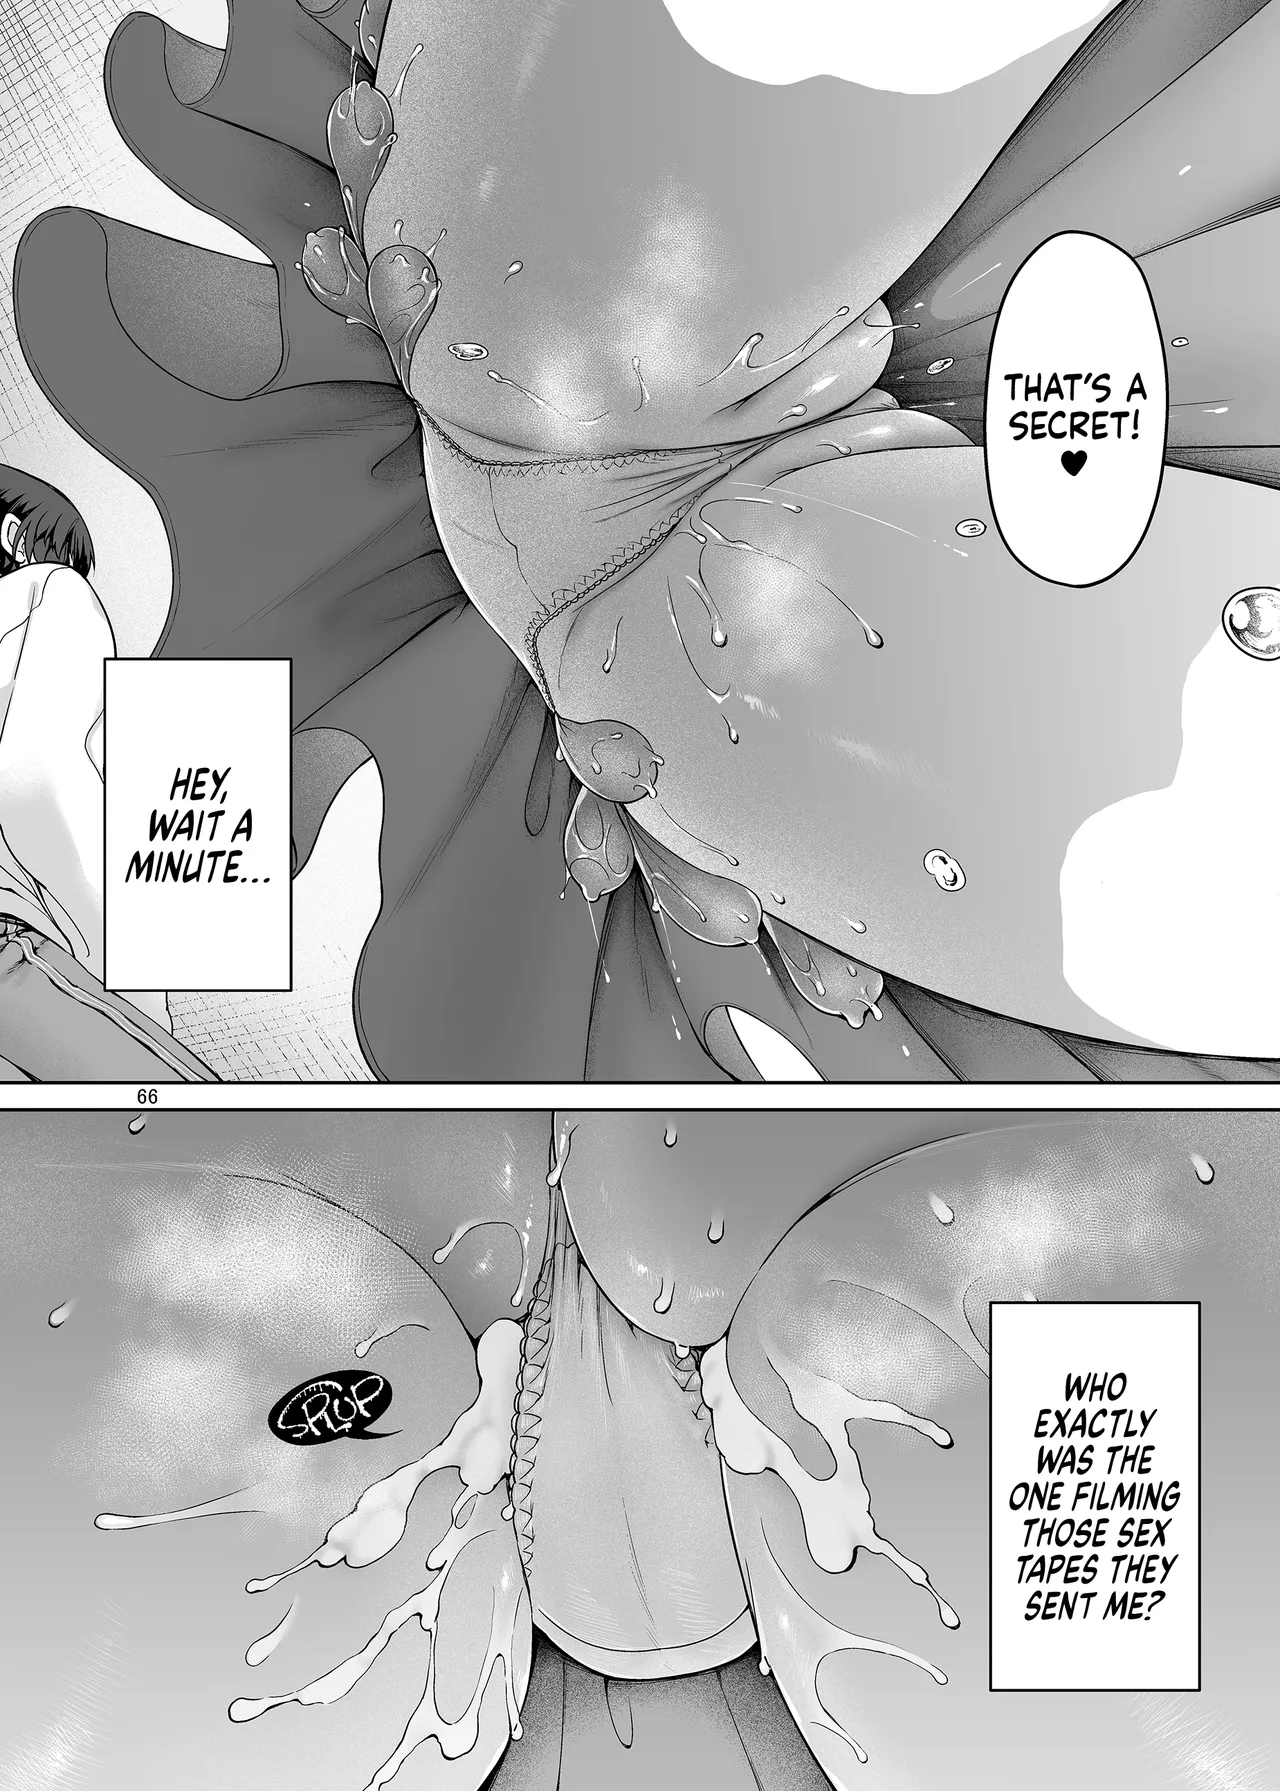 THAT'S A
SECRET!
♥
HEY,
WAIT A
MINUTE...
66
SPLUP
WHO
EXACTLY
WAS THE
ONE FILMING
THOSE SEX
TAPES THEY
SENT ME?